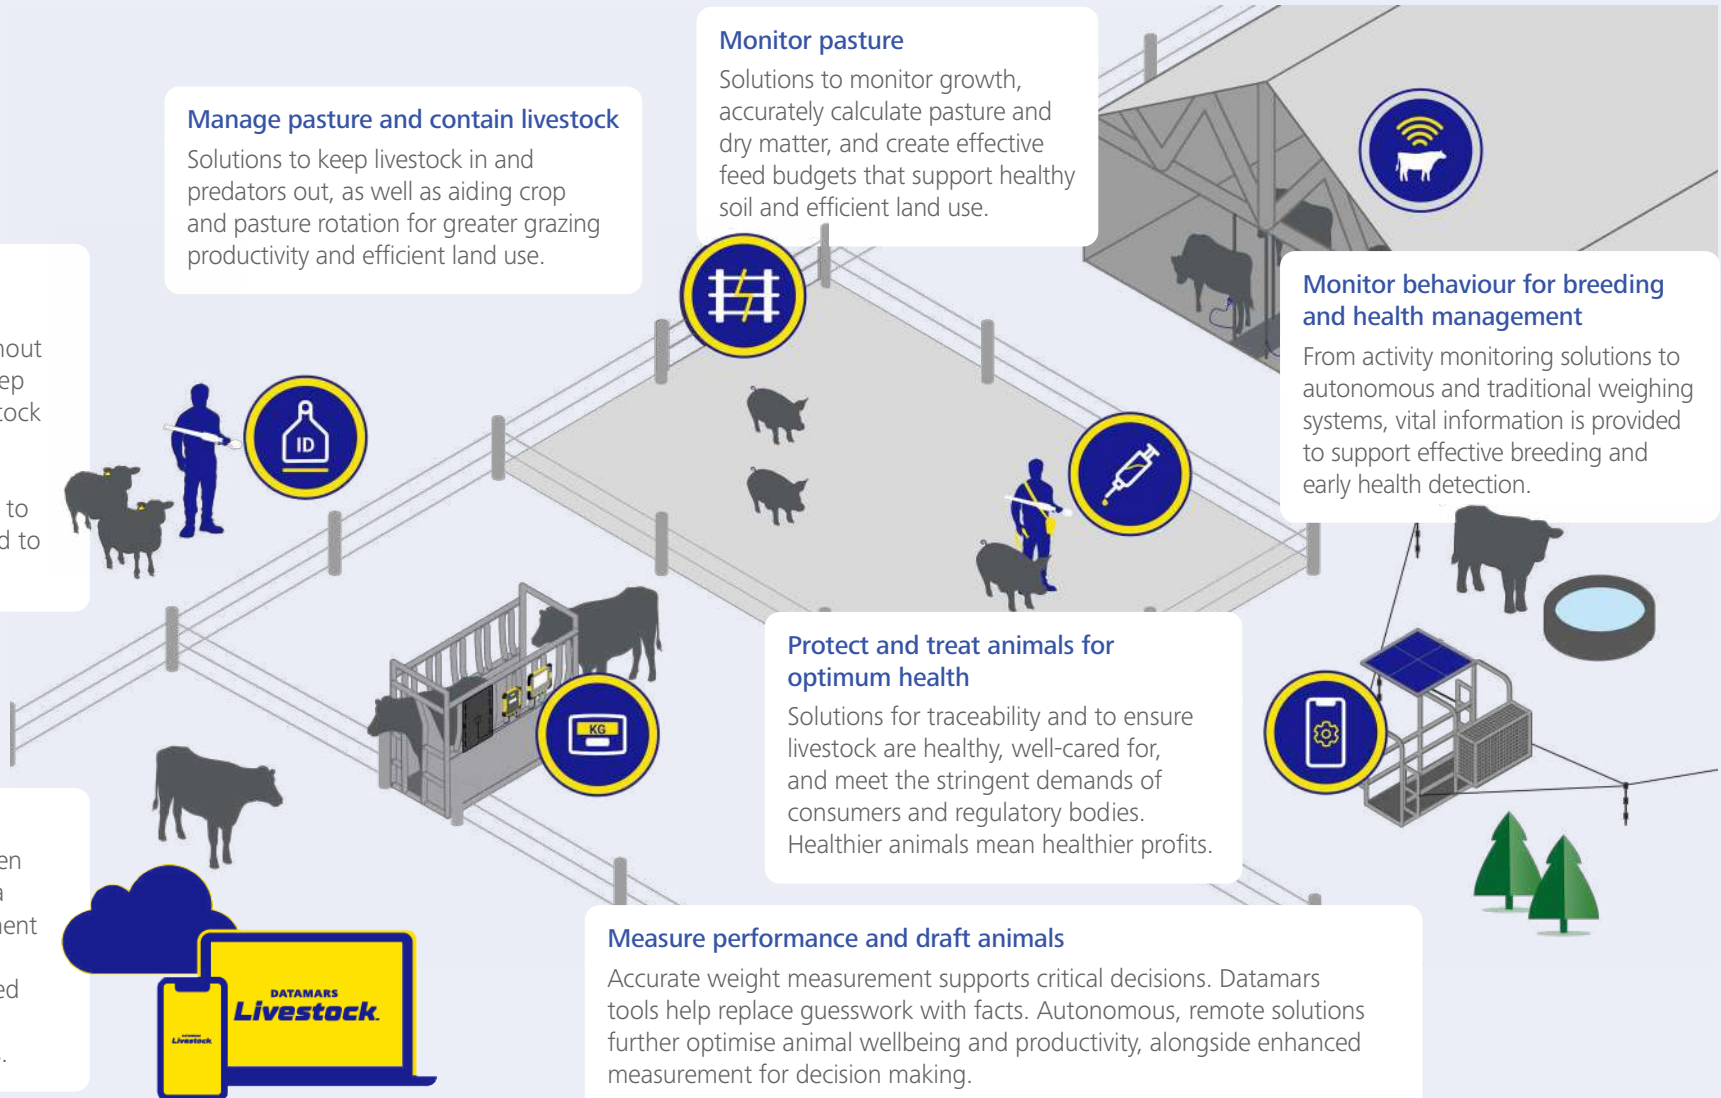 Monitor pasture
Solutions to monitor growth,
accurately calculate pasture and
dry matter, and create effective
feed budgets that support healthy
soil and efficient land use.
Manage pasture and contain livestock
Solutions to keep livestock in and
predators out, as well as aiding crop
and pasture rotation for greater grazing
productivity and efficient land use.
Monitor behaviour for breeding
and health management
From activity monitoring solutions to
autonomous and traditional weighing
systems, vital information is provided
to support effective breeding and
early health detection.
to
to
ID
KG
Protect and treat animals for
optimum health
Solutions for traceability and to ensure
livestock are healthy, well-cared for,
and meet the stringent demands of
consumers and regulatory bodies.
Healthier animals mean healthier profits.
DATAMARS
Livestock
DATAMARS
Livestock
Measure performance and draft animals
Accurate weight measurement supports critical decisions. Datamars
tools help replace guesswork with facts. Autonomous, remote solutions
further optimise animal wellbeing and productivity, alongside enhanced
measurement for decision making.